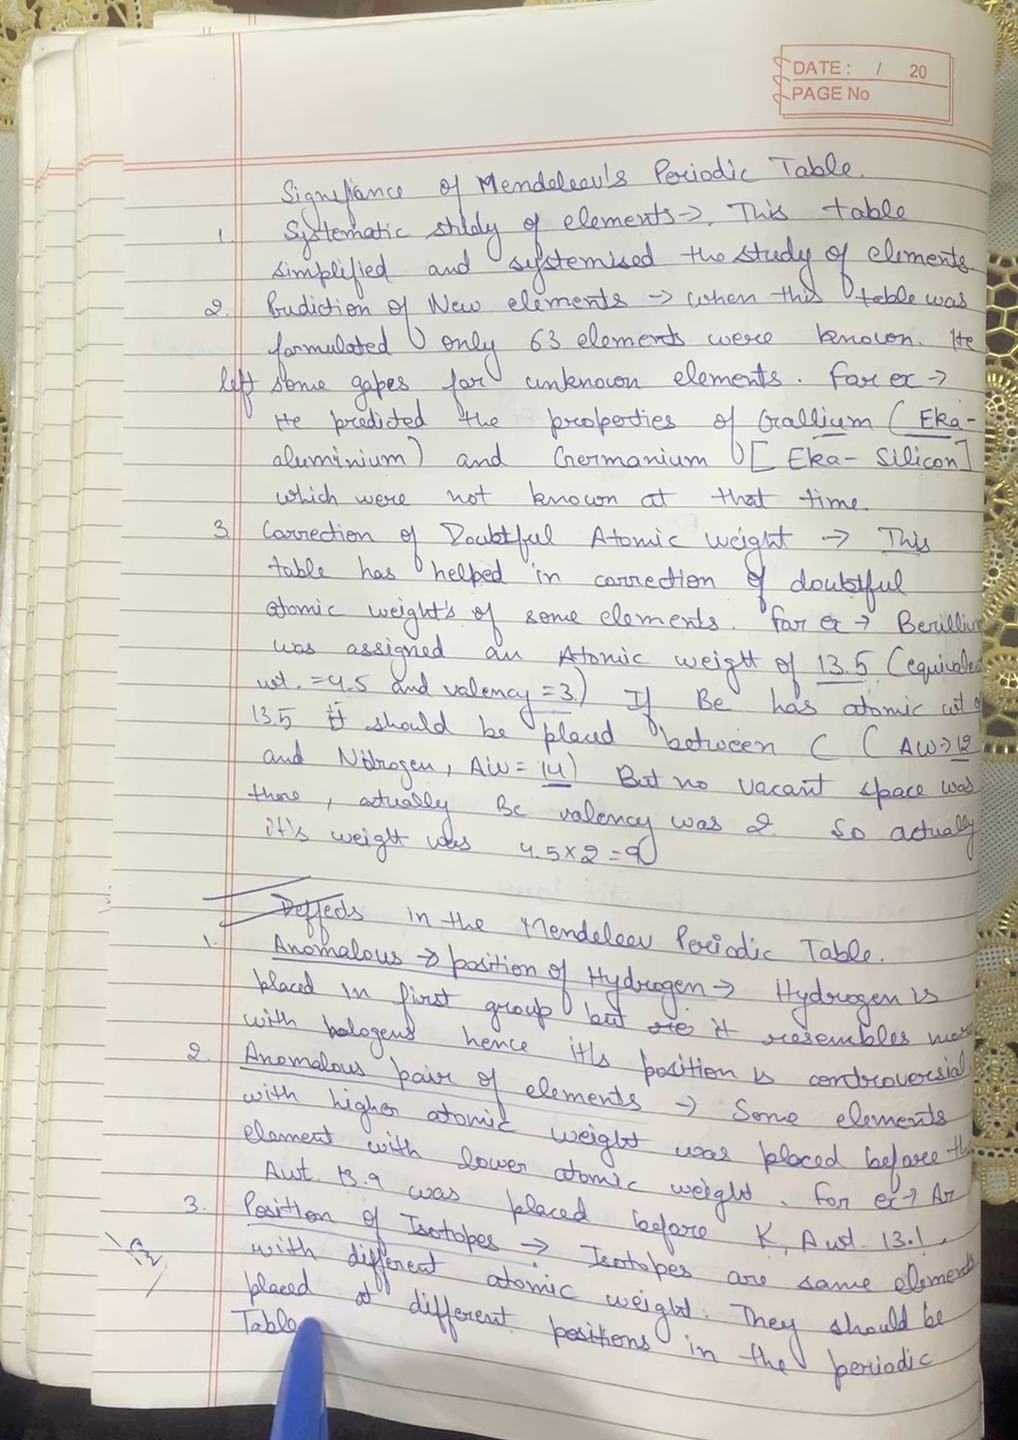 DATE: / 20
PAGE No
Signifiance of Mendeleev's Periodic Table.
1. Systematic study of elements→, This table
simplified and systemised the study of elements
2. Prediction of New elements → when this table was
formulated only 63 elements were known. He
left some gapes for unknown elements. For ex →
He predicted the properties of Gallium (Eka-
aluminium) and Germanium [Eka- Silicon]
which were not known at that time.
3. Correction of Doubtful Atomic weight → This
table has helped in correction of doubtful
atomic weight's of some elements. For ex → Berillium
was assigned an Atomic weight of 13.5 (equivalent
wt. =4.5 and valency =3.) If Be has atomic wt of
13.5 it should be placed between C ( AW→12
and Nitrogen, AW= 14) But no vacant space was
there, actually Be valency was 2. So actually
it's weight was 4.5×2=9
Deffects in the Mendeleev Periodic Table.
1. Anomalous → position of Hydrogen → Hydrogen is
placed in first group but it resembles more
with halogens hence it's position is controversial
2. Anomalous pair of elements → Some elements
with higher atomic weight was placed before the
element with lower atomic weight. For ex→ Ar
Awt. 13.9 was placed before K, Awt. 13.1.
3. Position of Isotopes → Isotopes are same elements
with different atomic weight. They should be
placed at different positions in the periodic
Table